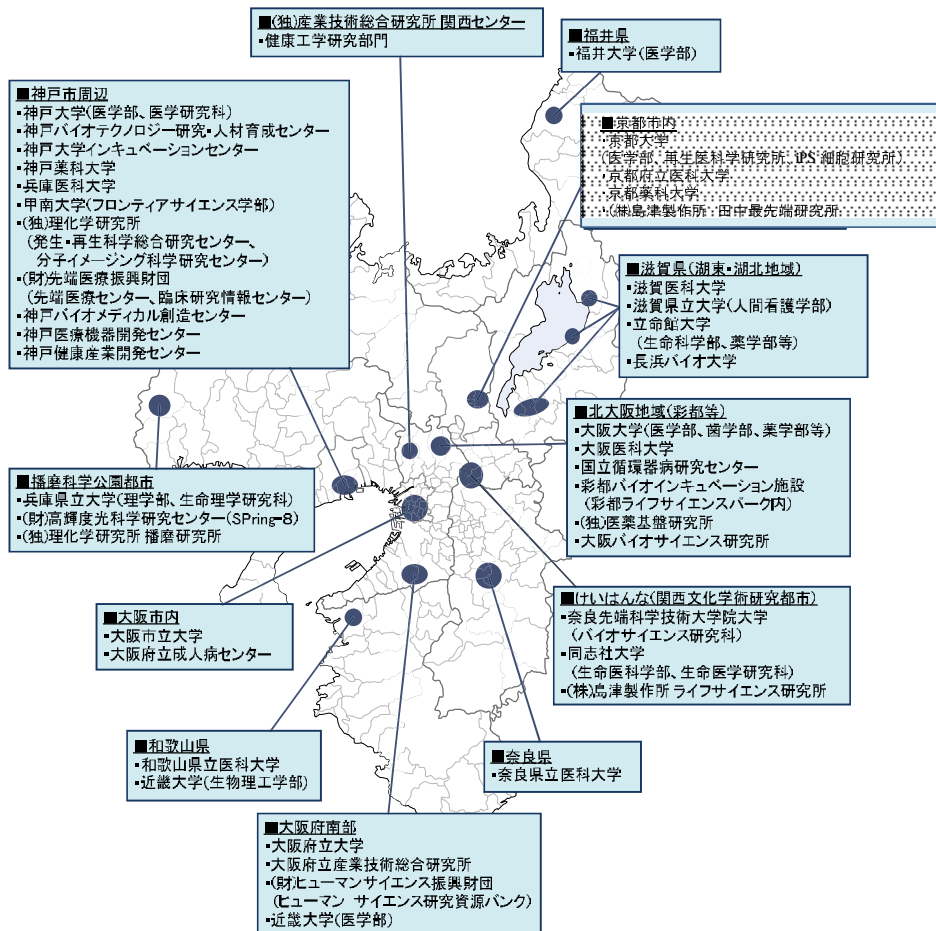 ■(独)産業技術総合研究所 関西センター
・健康工学研究部門
■福井県
・福井大学(医学部)
■神戸市周辺
・神戸大学(医学部、医学研究科)
・神戸バイオテクノロジー研究・人材育成センター
・神戸大学インキュベーションセンター
・神戸薬科大学
・兵庫医科大学
・甲南大学(フロンティアサイエンス学部)
・(独)理化学研究所
(発生・再生科学総合研究センター、
分子イメージング科学研究センター)
・(財)先端医療振興財団
(先端医療センター、臨床研究情報センター)
・神戸バイオメディカル創造センター
・神戸医療機器開発センター
・神戸健康産業開発センター
■京都市内
・京都大学
(医学部、再生医科学研究所、iPS 細胞研究所)
・京都府立医科大学
・京都薬科大学
・(株)島津製作所 田中最先端研究所
■滋賀県(湖東・湖北地域)
・滋賀医科大学
・滋賀県立大学(人間看護学部)
・立命館大学
(生命科学部、薬学部等)
・長浜バイオ大学
■北大阪地域(彩都等)
・大阪大学(医学部、歯学部、薬学部等)
・大阪医科大学
・国立循環器病研究センター
・彩都バイオインキュベーション施設
(彩都ライフサイエンスパーク内)
・(独)医薬基盤研究所
・大阪バイオサイエンス研究所
■播磨科学公園都市
・兵庫県立大学(理学部、生命理学研究科)
・(財)高輝度光科学研究センター(SPring-8)
・(独)理化学研究所 播磨研究所
■けいはんな(関西文化学術研究都市)
・奈良先端科学技術大学院大学
(バイオサイエンス研究科)
・同志社大学
(生命医科学部、生命医学研究科)
・(株)島津製作所 ライフサイエンス研究所
■大阪市内
・大阪市立大学
・大阪府立成人病センター
■和歌山県
・和歌山県立医科大学
・近畿大学(生物理工学部)
■奈良県
・奈良県立医科大学
■大阪府南部
・大阪府立大学
・大阪府立産業技術総合研究所
・(財)ヒューマンサイエンス振興財団
(ヒューマン サイエンス研究資源バンク)
・近畿大学(医学部)